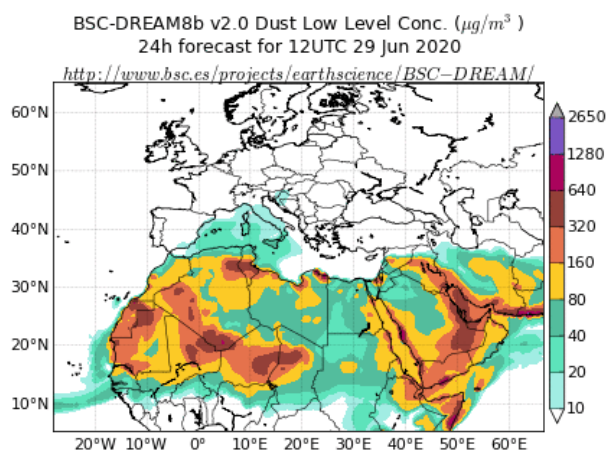 BSC-DREAM8b v2.0 Dust Low Level Conc. (μg/m³ )
24h forecast for 12UTC 29 Jun 2020
http://www.bsc.es/projects/earthscience/BSC−DREAM/
60°N
50°N
40°N
30°N
20°N
10°N
20°W 10°W 0° 10°E 20°E 30°E 40°E 50°E 60°E
2650
1280
640
320
160
80
40
20
10